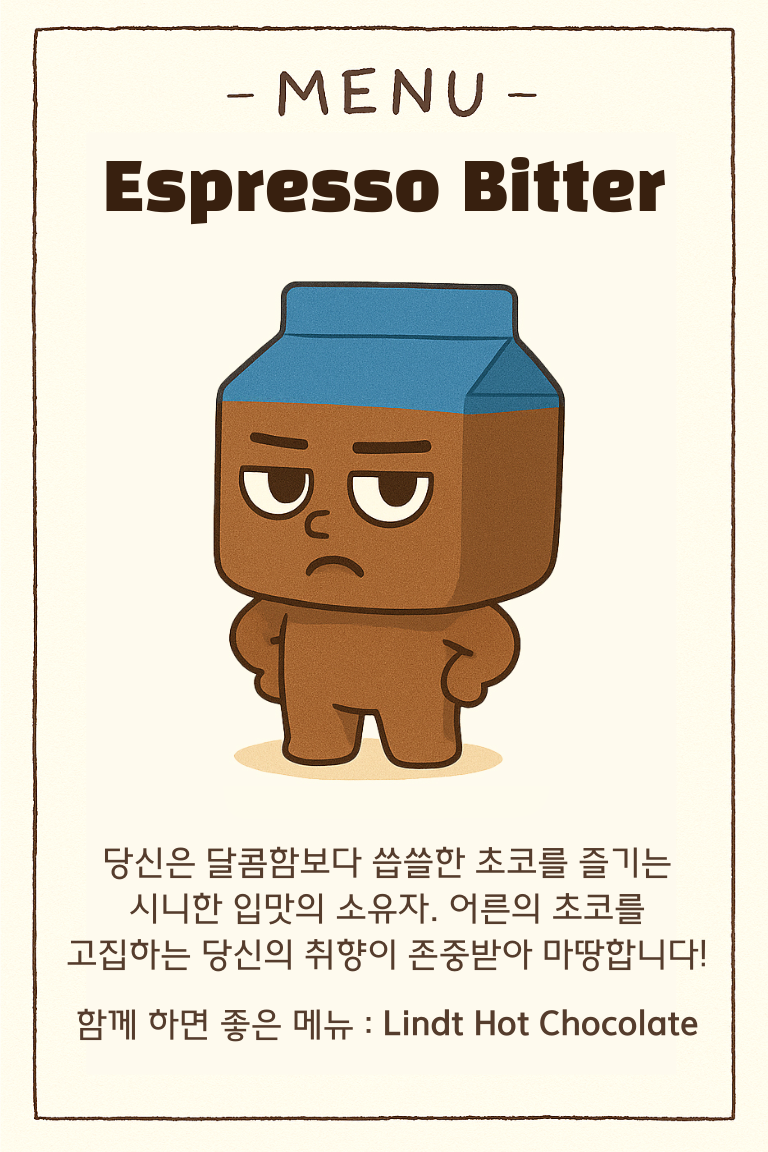 - MENU -
Espresso Bitter
당신은 달콤함보다 씁쓸한 초코를 즐기는
시니한 입맛의 소유자. 어른의 초코를
고집하는 당신의 취향이 존중받아 마땅합니다!
함께 하면 좋은 메뉴 : Lindt Hot Chocolate